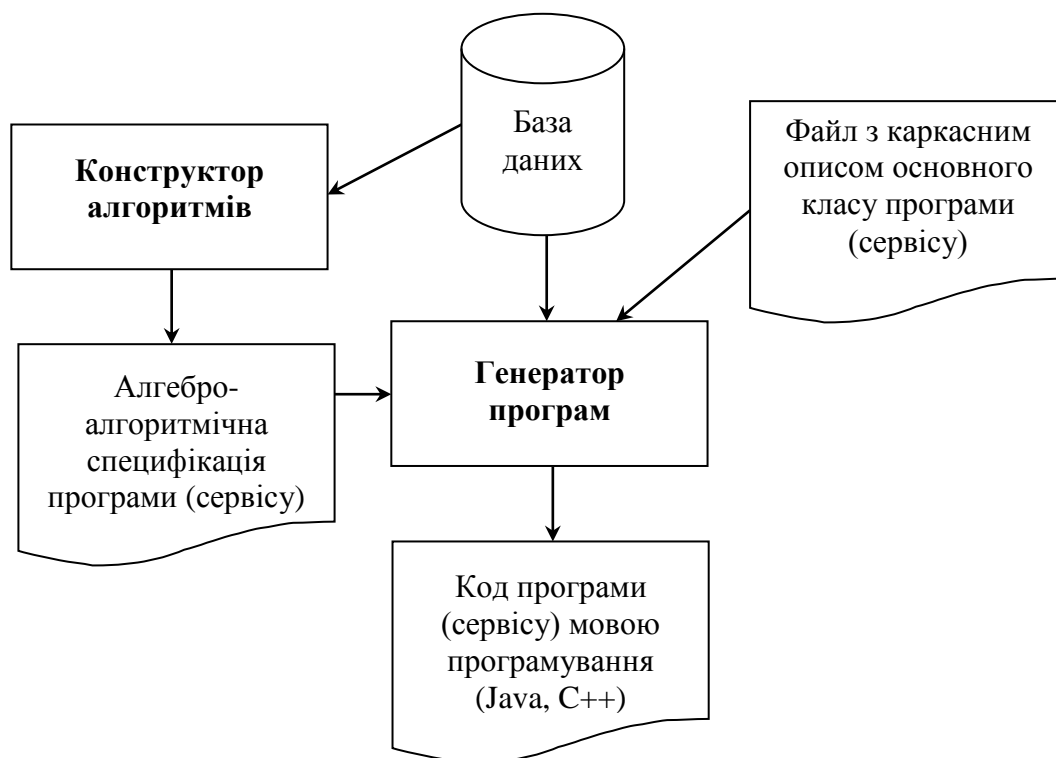 База
даних
Файл з каркасним
описом основного
класу програми
(сервісу)
Конструктор
алгоритмів
Алгебро-
алгоритмічна
специфікація
програми (сервісу)
Генератор
програм
Код програми
(сервісу) мовою
програмування
(Java, C++)